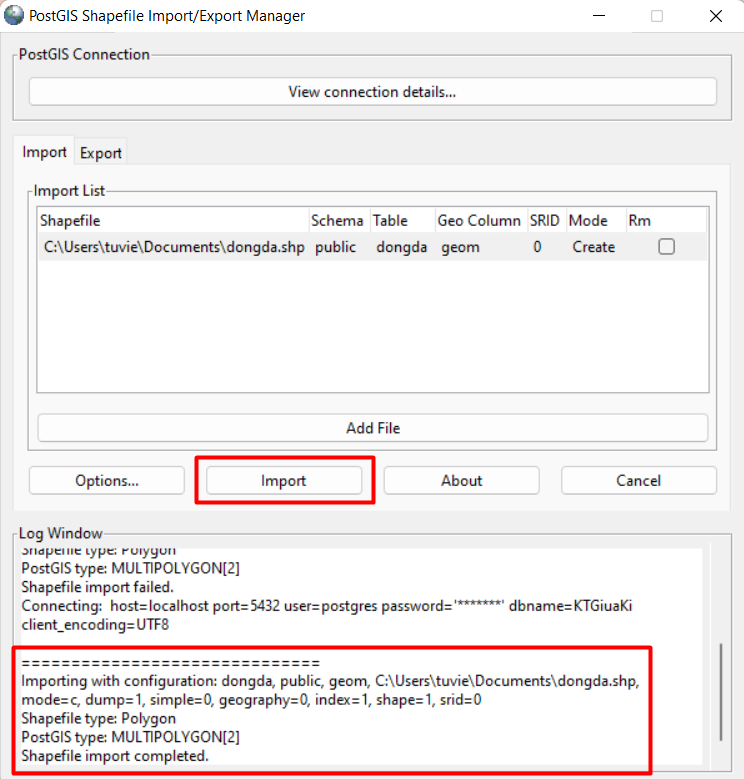 PostGIS Shapefile Import/Export Manager
PostGIS Connection
View connection details...
Import Export
Import List
Shapefile Schema Table Geo Column SRID Mode Rm
C:\Users\tuvie\Documents\dongda.shp public dongda geom 0 Create
Add File
Options... Import About Cancel
Log Window
Shapefile type: Polygon
PostGIS type: MULTIPOLYGON[2]
Shapefile import failed.
Connecting:  host=localhost port=5432 user=postgres password='*******' dbname=KTGiuaKi
client_encoding=UTF8
==============================
Importing with configuration: dongda, public, geom, C:\Users\tuvie\Documents\dongda.shp,
mode=c, dump=1, simple=0, geography=0, index=1, shape=1, srid=0
Shapefile type: Polygon
PostGIS type: MULTIPOLYGON[2]
Shapefile import completed.